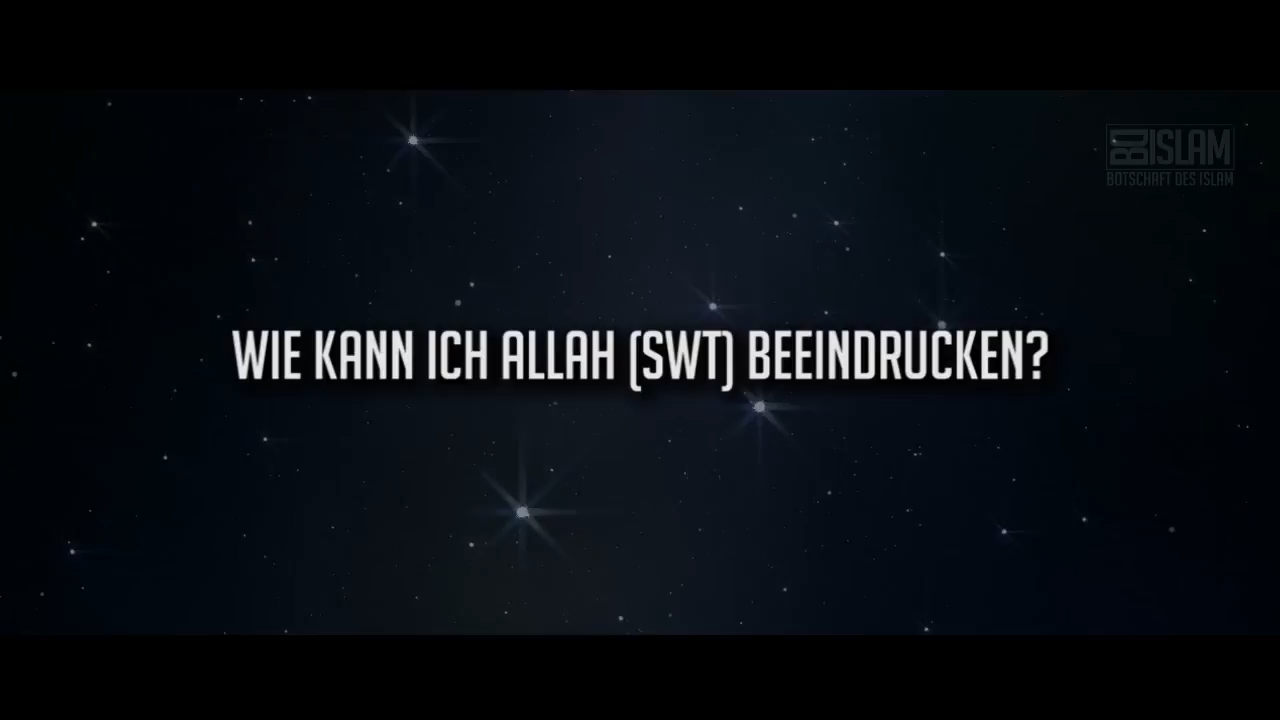 BDISLAM
BOTSCHAFT DES ISLAM
WIE KANN ICH ALLAH (SWT) BEEINDRUCKEN?